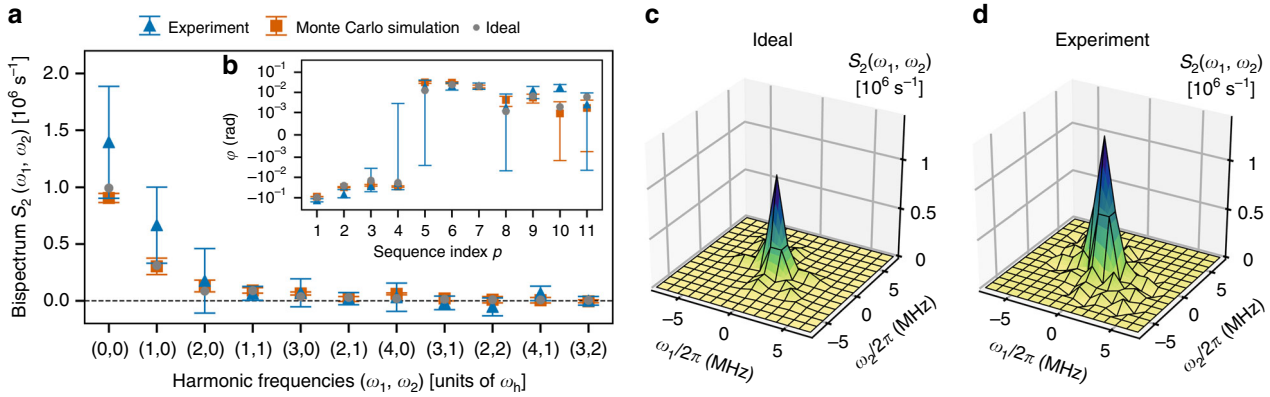 a
Experiment
Monte Carlo simulation
Ideal
Bispectrum S₂ (ω₁, ω₂) [10⁶ s⁻¹]
2.0
1.5
1.0
0.5
0.0
(0,0) (1,0) (2,0) (1,1) (3,0) (2,1) (4,0) (3,1) (2,2) (4,1) (3,2)
Harmonic frequencies (ω₁, ω₂) [units of ωₕ]
b
φ (rad)
10⁻¹
10⁻²
10⁻³
0
−10⁻³
−10⁻²
−10⁻¹
1 2 3 4 5 6 7 8 9 10 11
Sequence index p
c
Ideal
S₂(ω₁, ω₂)
[10⁶ s⁻¹]
1
0.5
0
5
0
−5
−5
0
5
ω₁/2π (MHz)
ω₂/2π (MHz)
d
Experiment
S₂(ω₁, ω₂)
[10⁶ s⁻¹]
1
0.5
0
5
0
−5
−5
0
5
ω₁/2π (MHz)
ω₂/2π (MHz)